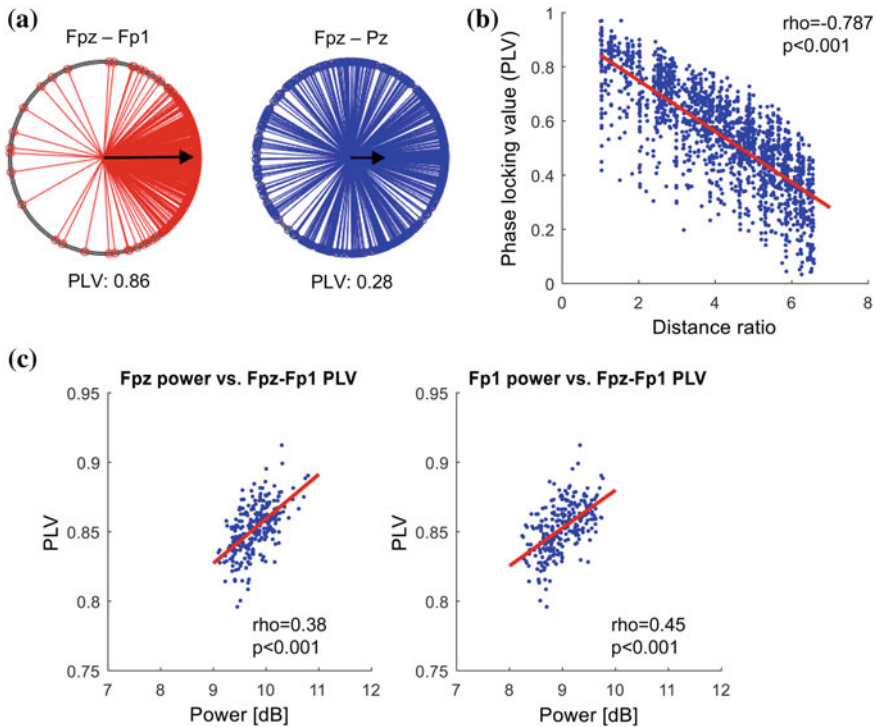 (a)
Fpz – Fp1
Fpz – Pz
PLV: 0.86
PLV: 0.28
(b)
rho=-0.787
p<0.001
Phase locking value (PLV)
1
0.8
0.6
0.4
0.2
0
0
2
4
6
8
Distance ratio
(c)
Fpz power vs. Fpz-Fp1 PLV
0.95
0.9
0.85
0.8
0.75
PLV
rho=0.38
p<0.001
7
8
9
10
11
12
Power [dB]
Fp1 power vs. Fpz-Fp1 PLV
0.95
0.9
0.85
0.8
0.75
PLV
rho=0.45
p<0.001
7
8
9
10
11
12
Power [dB]